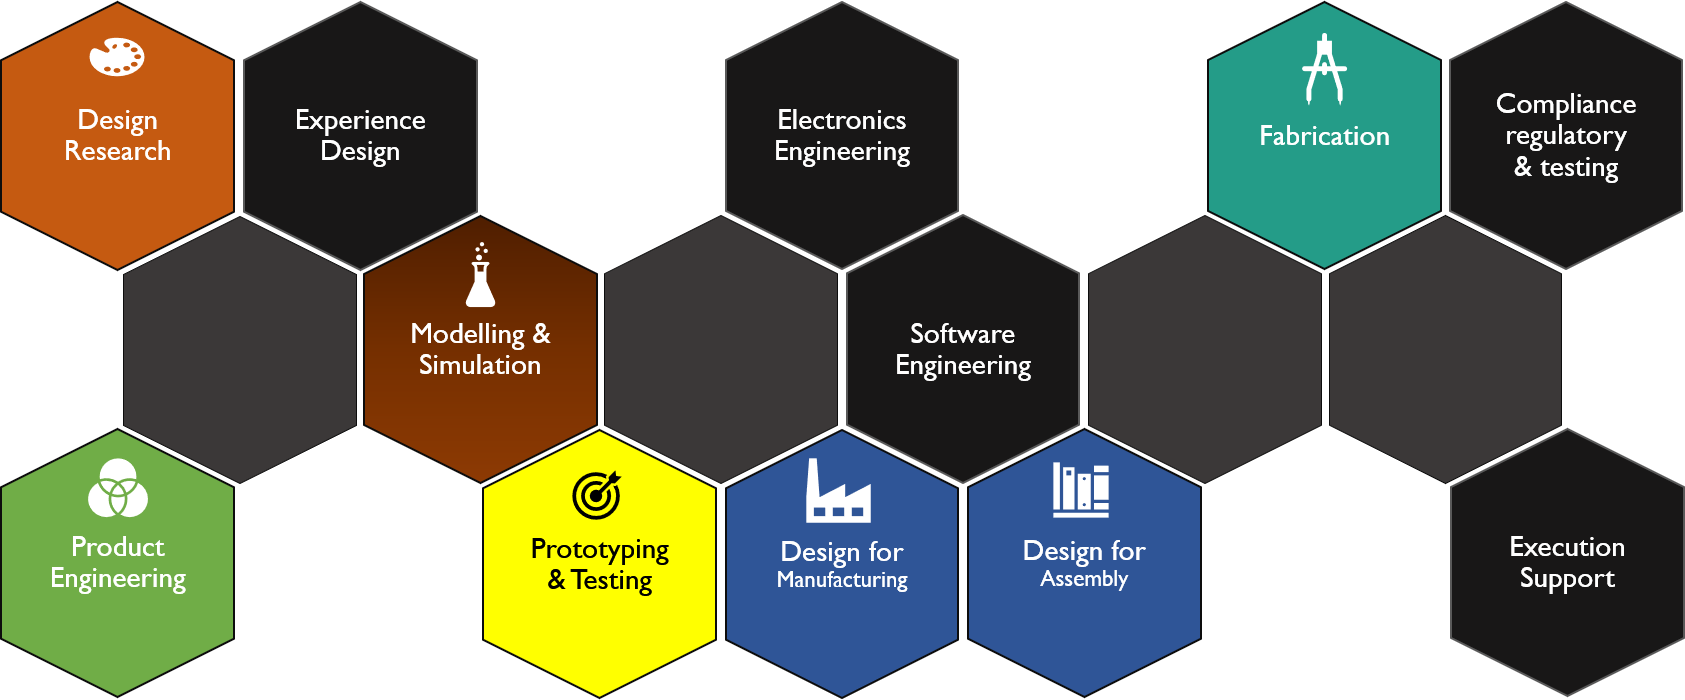 Design
Research
Experience
Design
Electronics
Engineering
Fabrication
Compliance
regulatory
& testing
Modelling &
Simulation
Software
Engineering
Product
Engineering
Prototyping
& Testing
Design for
Manufacturing
Design for
Assembly
Execution
Support